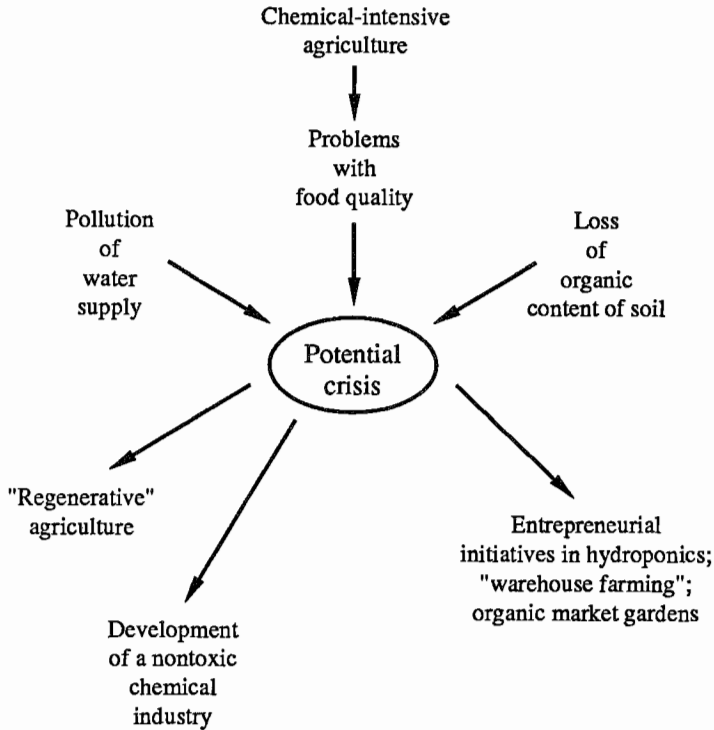 Chemical-intensive
agriculture
Problems
with
food quality
Pollution
of
water
supply
Loss
of
organic
content of soil
Potential
crisis
"Regenerative"
agriculture
Development
of a nontoxic
chemical
industry
Entrepreneurial
initiatives in hydroponics;
"warehouse farming";
organic market gardens